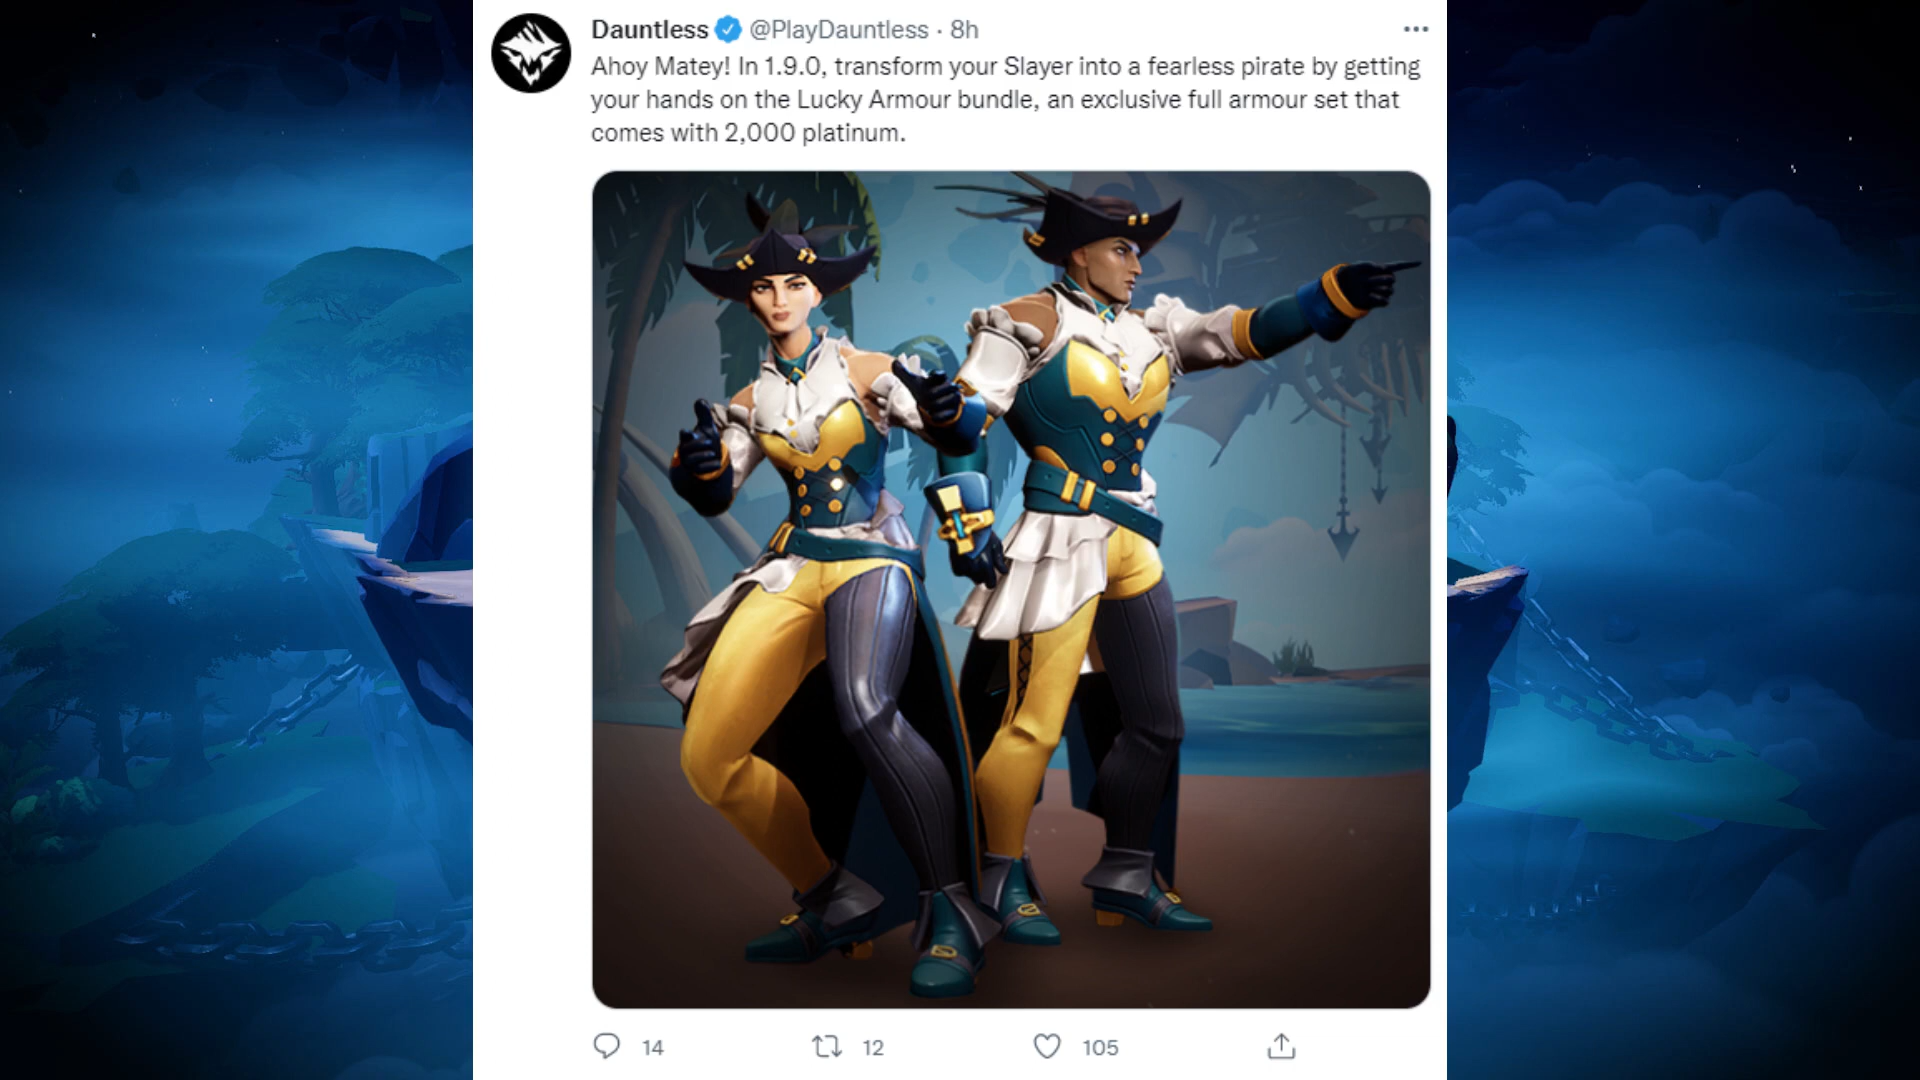 Dauntless @PlayDauntless · 8h
Ahoy Matey! In 1.9.0, transform your Slayer into a fearless pirate by getting
your hands on the Lucky Armour bundle, an exclusive full armour set that
comes with 2,000 platinum.
14 12 105